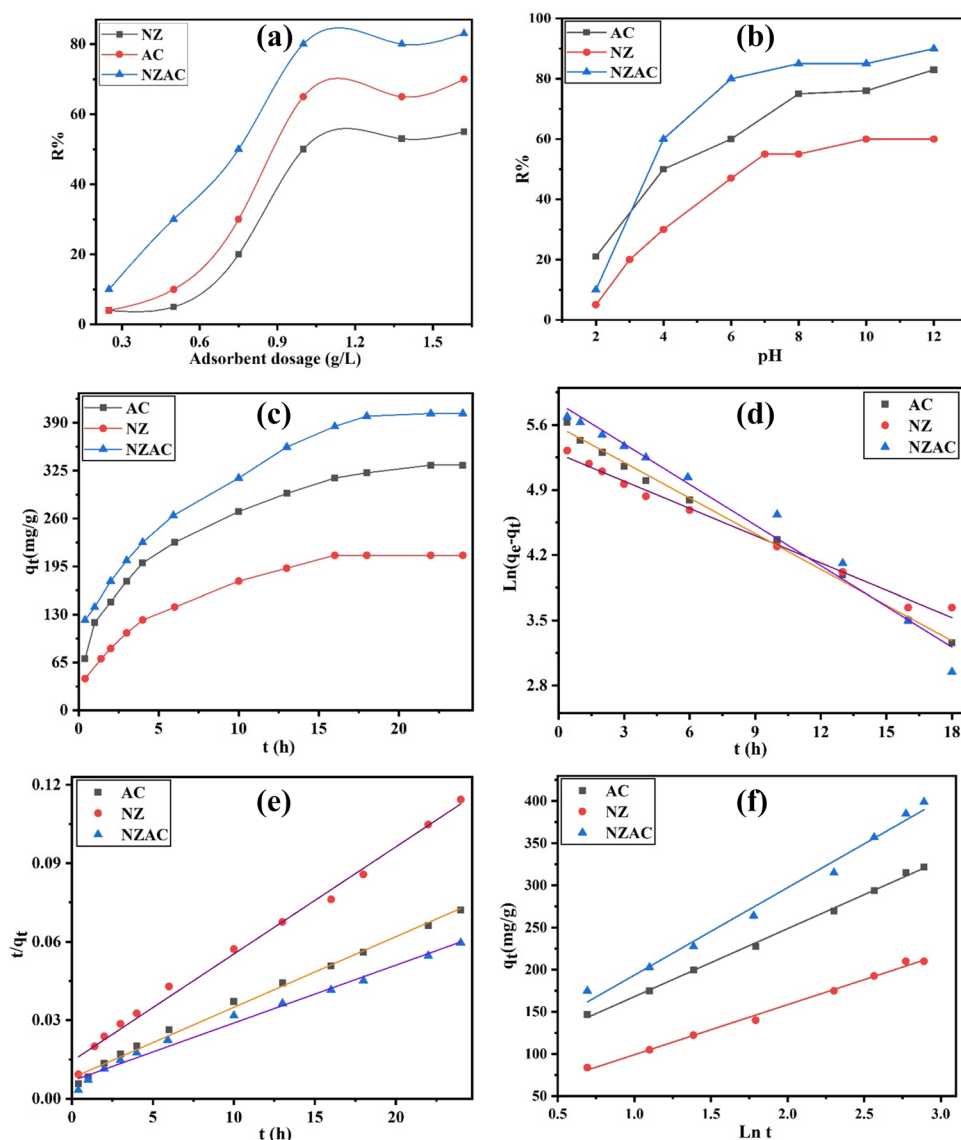 (a)
NZ
AC
NZAC
R%
80
60
40
20
0
0.3 0.6 0.9 1.2 1.5
Adsorbent dosage (g/L)
(b)
AC
NZ
NZAC
R%
100
80
60
40
20
0
2 4 6 8 10 12
pH
(c)
AC
NZ
NZAC
qt(mg/g)
390
325
260
195
130
65
0
0 5 10 15 20
t (h)
(d)
AC
NZ
NZAC
Ln(qe-qt)
5.6
4.9
4.2
3.5
2.8
0 3 6 9 12 15 18
t (h)
(e)
AC
NZ
NZAC
t/qt
0.12
0.09
0.06
0.03
0.00
0 5 10 15 20
t (h)
(f)
AC
NZ
NZAC
qt(mg/g)
400
350
300
250
200
150
100
50
0.5 1.0 1.5 2.0 2.5 3.0
Ln t